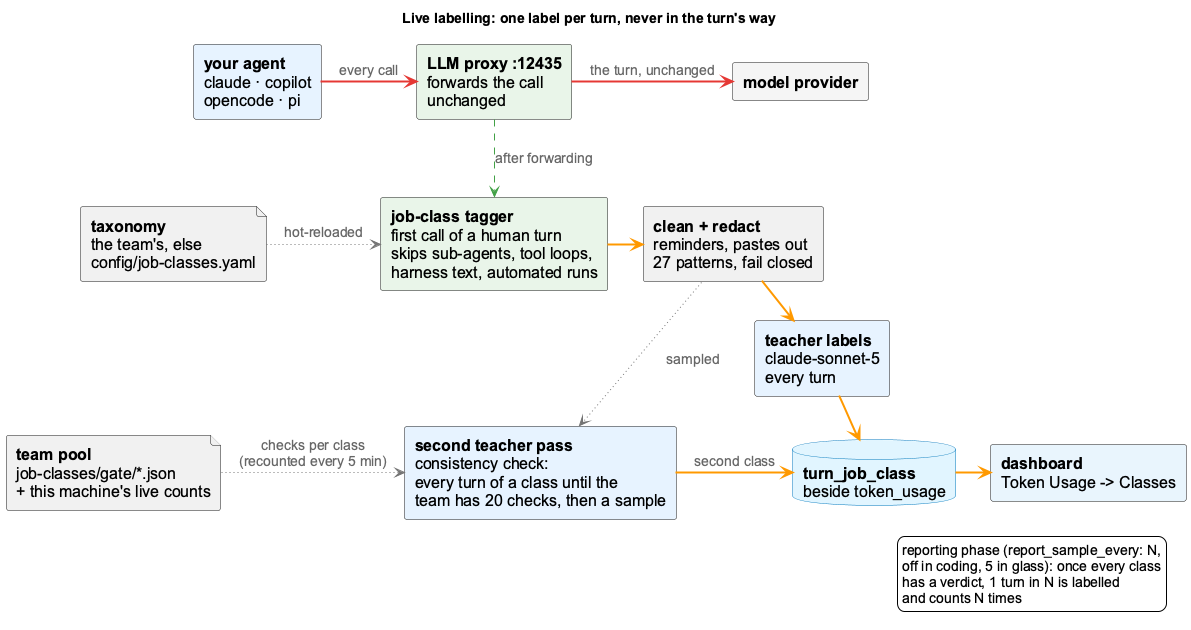 Live labelling: one label per turn, never in the turn's way
your agent
claude · copilot
opencode · pi
every call
LLM proxy :12435
forwards the call
unchanged
the turn, unchanged
model provider
after forwarding
taxonomy
the team's, else
config/job-classes.yaml
hot-reloaded
job-class tagger
first call of a human turn
skips sub-agents, tool loops,
harness text, automated runs
clean + redact
reminders, pastes out
27 patterns, fail closed
sampled
teacher labels
claude-sonnet-5
every turn
team pool
job-classes/gate/*.json
+ this machine's live counts
checks per class
(recounted every 5 min)
second teacher pass
consistency check:
every turn of a class until the
team has 20 checks, then a sample
second class
turn_job_class
beside token_usage
dashboard
Token Usage -> Classes
reporting phase (report_sample_every: N,
off in coding, 5 in glass): once every class
has a verdict, 1 turn in N is labelled
and counts N times